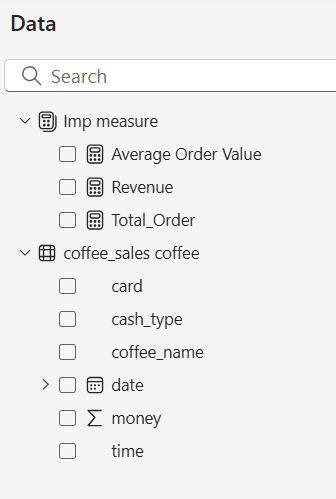 Data
Search
Imp measure
Average Order Value
Revenue
Total_Order
coffee_sales coffee
card
cash_type
coffee_name
date
money
time